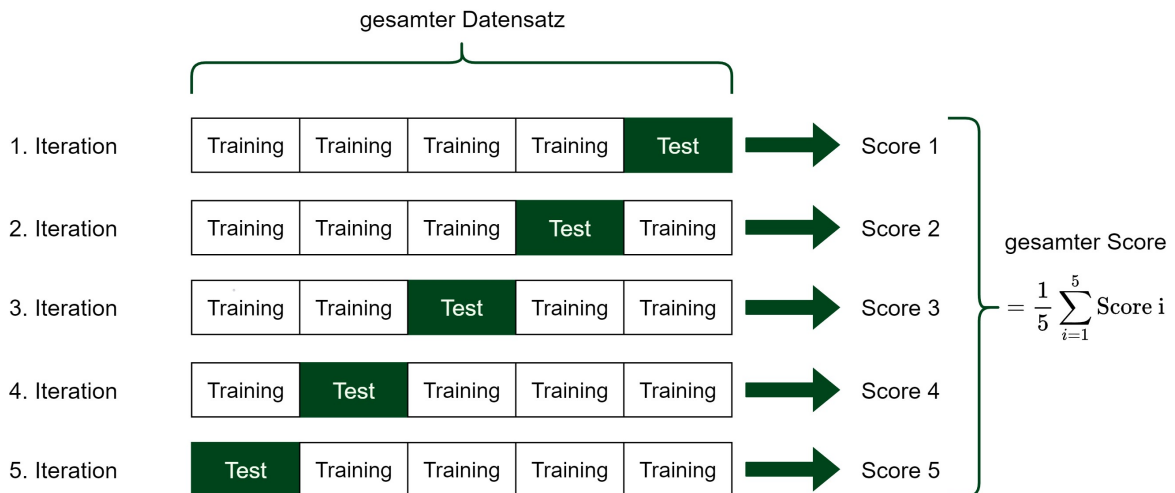 gesamter Datensatz
1. Iteration Training Training Training Training Test Score 1
2. Iteration Training Training Training Test Training Score 2
gesamter Score
3. Iteration Training Training Test Training Training Score 3
= 1/5 ∑_{i=1}^{5} Score i
4. Iteration Training Test Training Training Training Score 4
5. Iteration Test Training Training Training Training Score 5